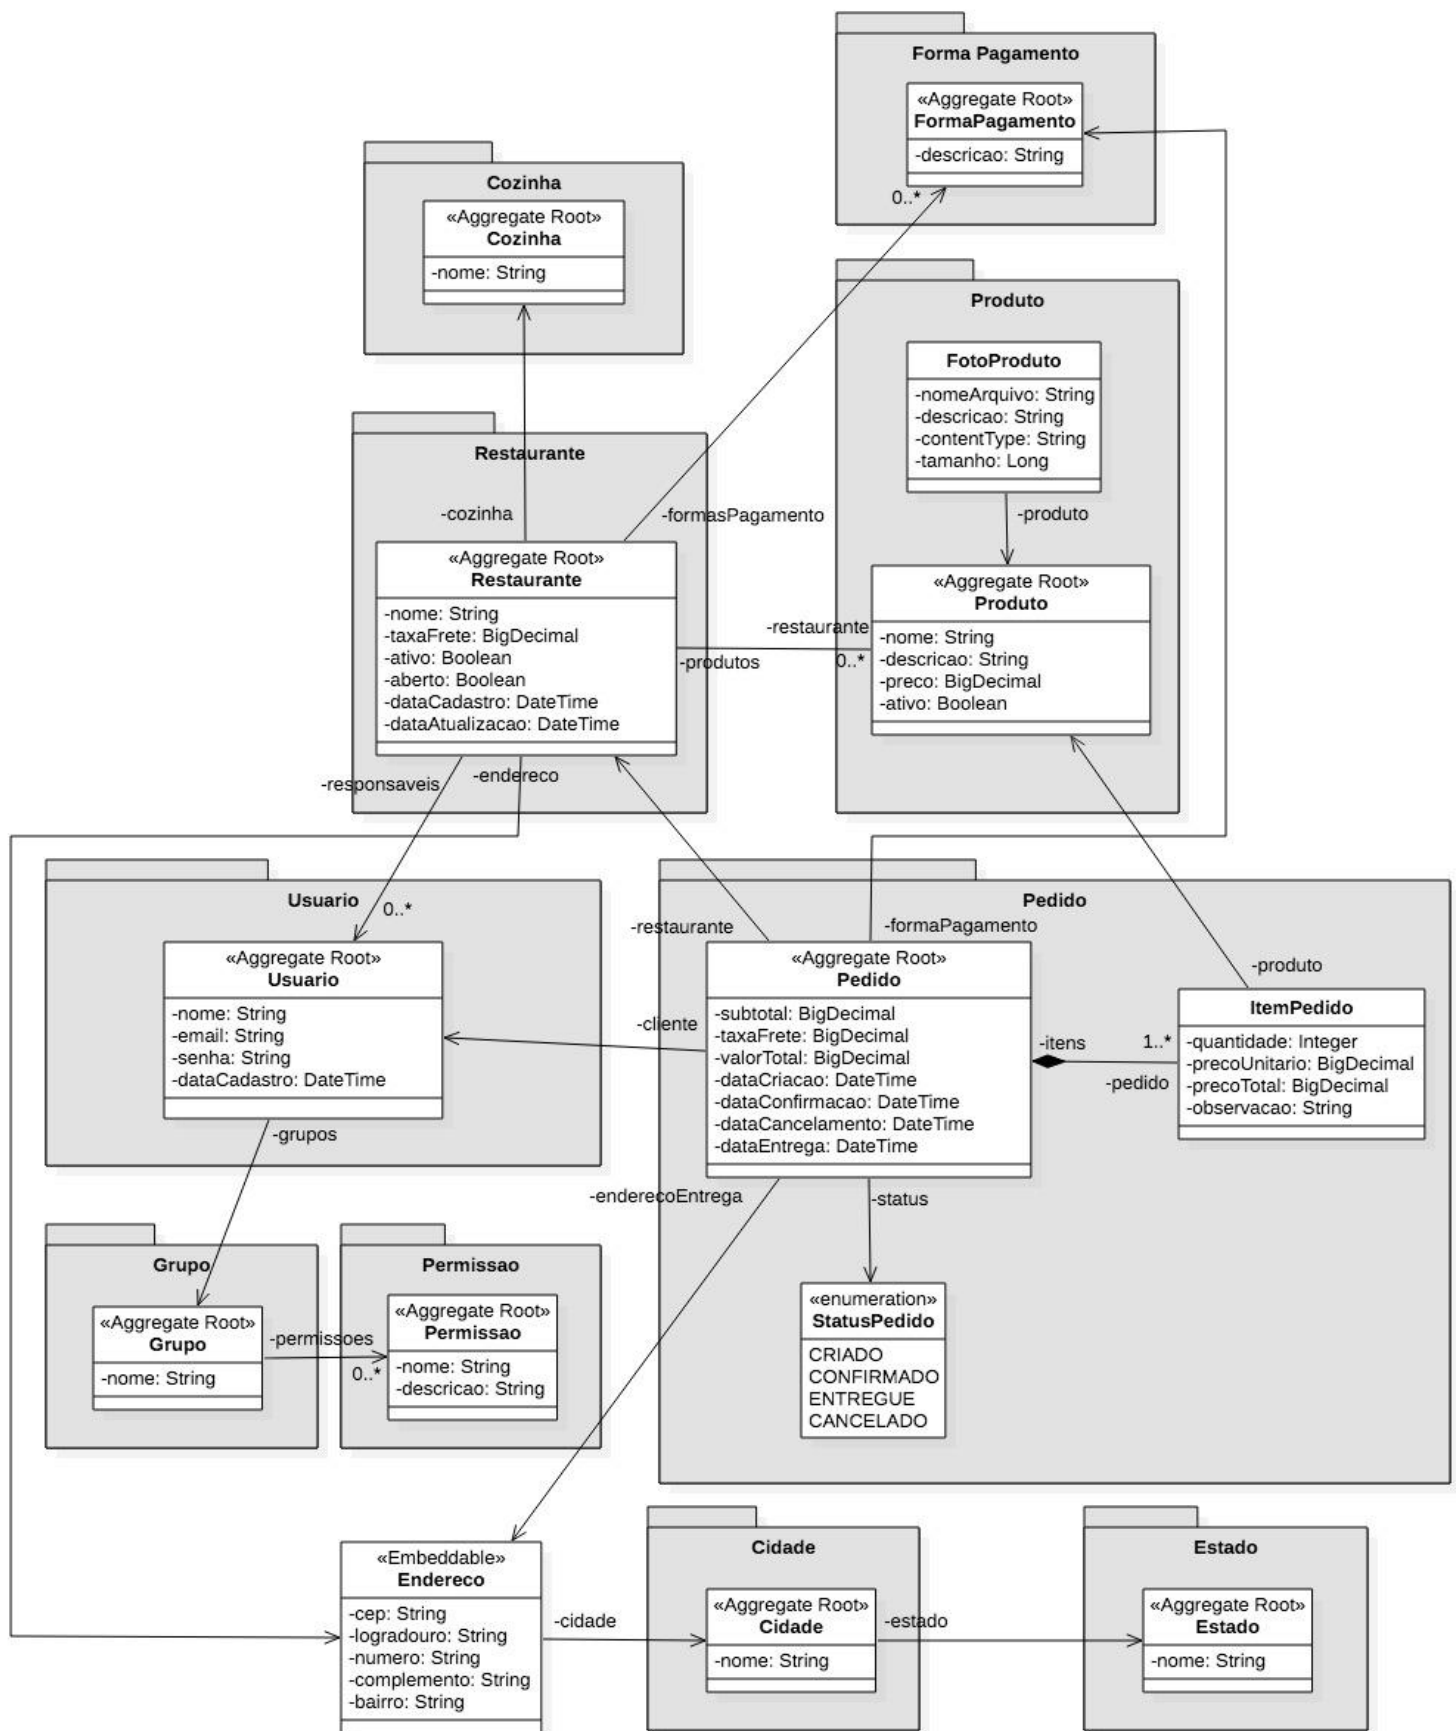 Forma Pagamento
«Aggregate Root»
FormaPagamento
-descricao: String
0..*
Cozinha
«Aggregate Root»
Cozinha
-nome: String
Produto
FotoProduto
-nomeArquivo: String
-descricao: String
-contentType: String
-tamanho: Long
-produto
Restaurante
-cozinha
-formasPagamento
«Aggregate Root»
Restaurante
-nome: String
-taxaFrete: BigDecimal
-ativo: Boolean
-aberto: Boolean
-dataCadastro: DateTime
-dataAtualizacao: DateTime
-restaurante
-produtos
0..*
«Aggregate Root»
Produto
-nome: String
-descricao: String
-preco: BigDecimal
-ativo: Boolean
-responsaveis
-endereco
Usuario
0..*
«Aggregate Root»
Usuario
-nome: String
-email: String
-senha: String
-dataCadastro: DateTime
-grupos
Pedido
-restaurante
-formaPagamento
-cliente
«Aggregate Root»
Pedido
-subtotal: BigDecimal
-taxaFrete: BigDecimal
-valorTotal: BigDecimal
-dataCriacao: DateTime
-dataConfirmacao: DateTime
-dataCancelamento: DateTime
-dataEntrega: DateTime
-itens
1..*
-pedido
-produto
ItemPedido
-quantidade: Integer
-precoUnitario: BigDecimal
-precoTotal: BigDecimal
-observacao: String
-enderecoEntrega
-status
«enumeration»
StatusPedido
CRIADO
CONFIRMADO
ENTREGUE
CANCELADO
Grupo
«Aggregate Root»
Grupo
-nome: String
-permissoes
0..*
Permissao
«Aggregate Root»
Permissao
-nome: String
-descricao: String
«Embeddable»
Endereco
-cep: String
-logradouro: String
-numero: String
-complemento: String
-bairro: String
-cidade
Cidade
«Aggregate Root»
Cidade
-nome: String
-estado
Estado
«Aggregate Root»
Estado
-nome: String